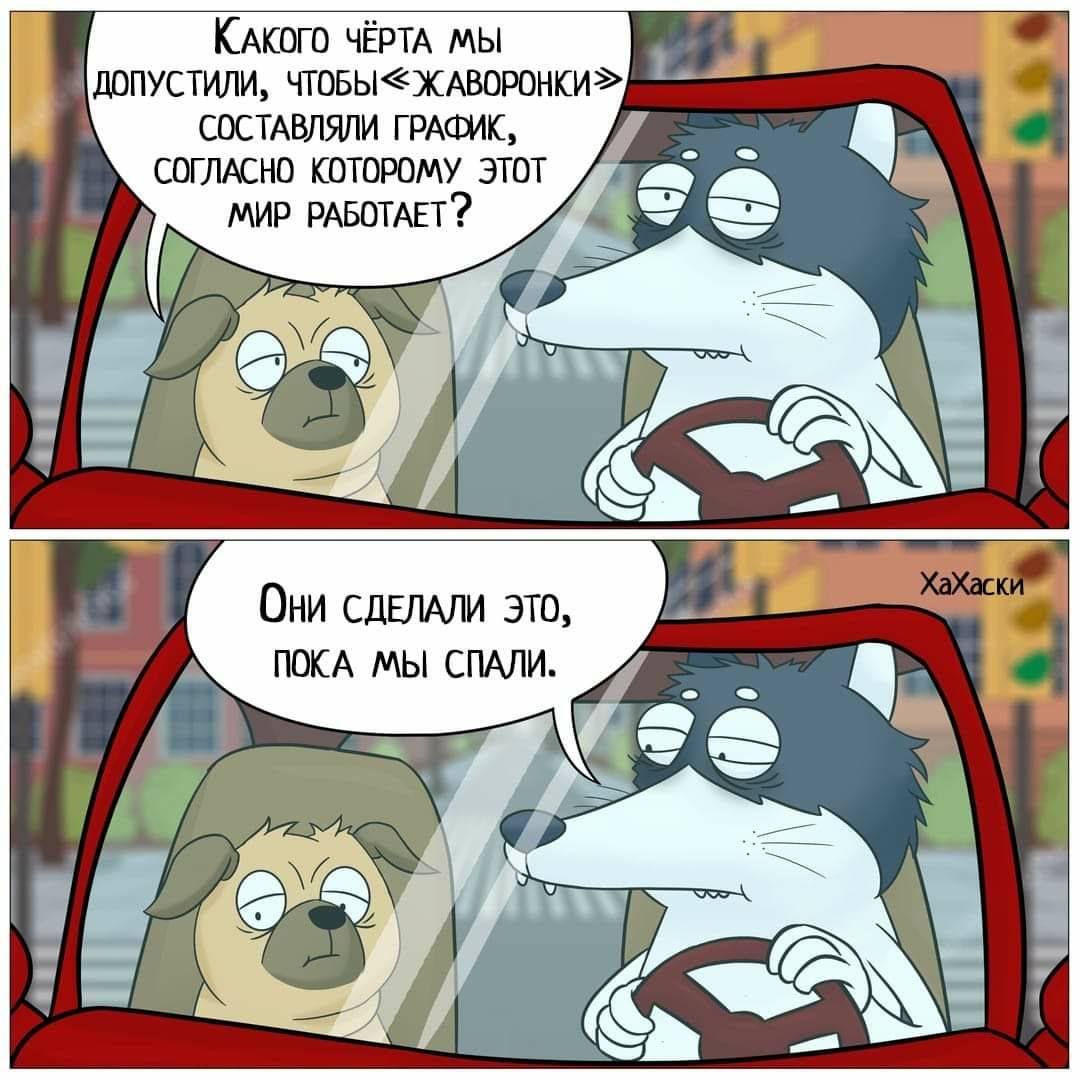 Какого чёрта мы
допустили, чтобы «жаворонки»
составляли график,
согласно которому этот
мир работает?
Они сделали это,
пока мы спали.
ХаХаски